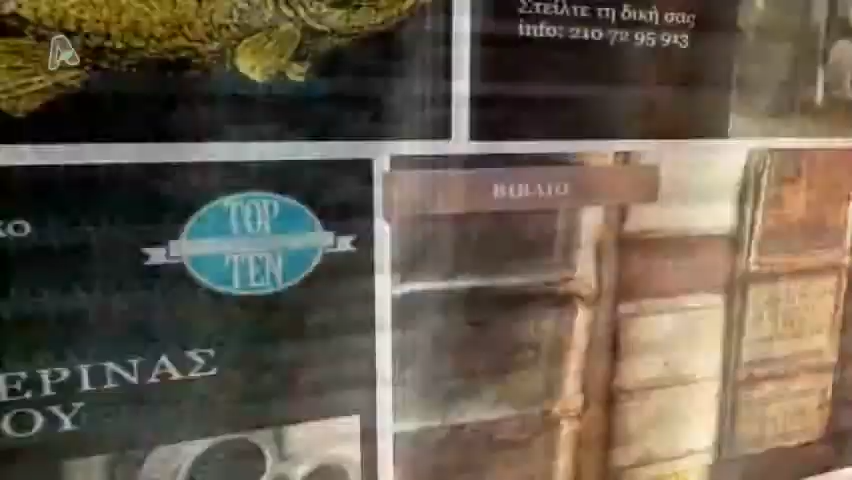 Στείλτε τη δική σας
info: 210 72 95 913
ΚΟ
TOP
TEN
ΒΙΒΛΙΟ
ΕΡΙΝΑΣ
ΟΥ